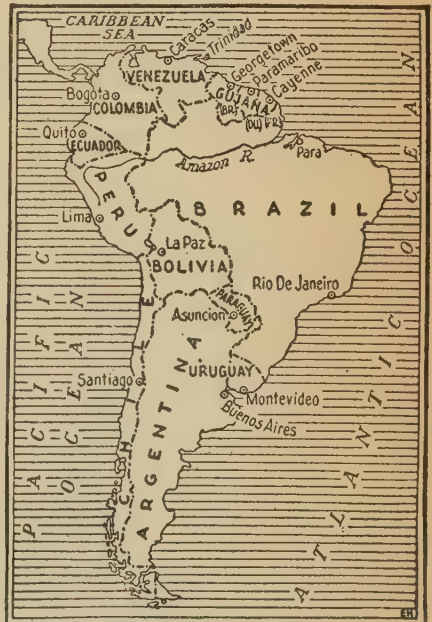 CARIBBEAN
SEA
Caracas
Trinidad
VENEZUELA
Georgetown
Paramaribo
Cayenne
GUIANA
(BR.)
(DU.)
(FR.)
Bogota
COLOMBIA
Quito
ECUADOR
Amazon R.
Para
PERU
BRAZIL
Lima
La Paz
BOLIVIA
Rio De Janeiro
PARAGUAY
Asuncion
CHILE
ARGENTINA
URUGUAY
Santiago
Montevideo
Buenos Aires
PACIFIC
OCEAN
ATLANTIC
OCEAN
EH